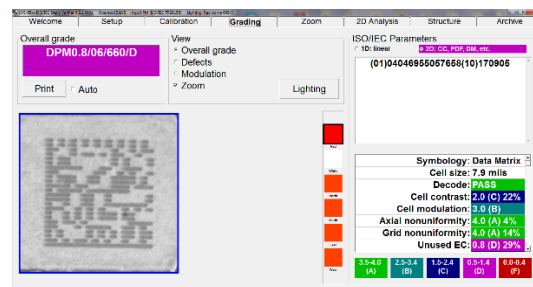 Welcome Setup Calibration Grading Zoom 2D Analysis Structure Archive
Overall grade
DPM0.8/06/660/D
Print
Auto
View
Overall grade
Defects
Modulation
Zoom
Lighting
ISO/IEC Parameters
1D: linear 2D: CC, PDF, DM, etc.
(01)04046955057658(10)170905
Symbology: Data Matrix
Cell size: 7.9 mils
Decode: PASS
Cell contrast: 2.0 (C) 22%
Cell modulation: 3.0 (B)
Axial nonuniformity: 4.0 (A) 4%
Grid nonuniformity: 4.0 (A) 14%
Unused EC: 0.8 (D) 29%
3.5-4.0 2.5-3.4 1.5-2.4 0.5-1.4 0.0-0.4
(A) (B) (C) (D) (F)